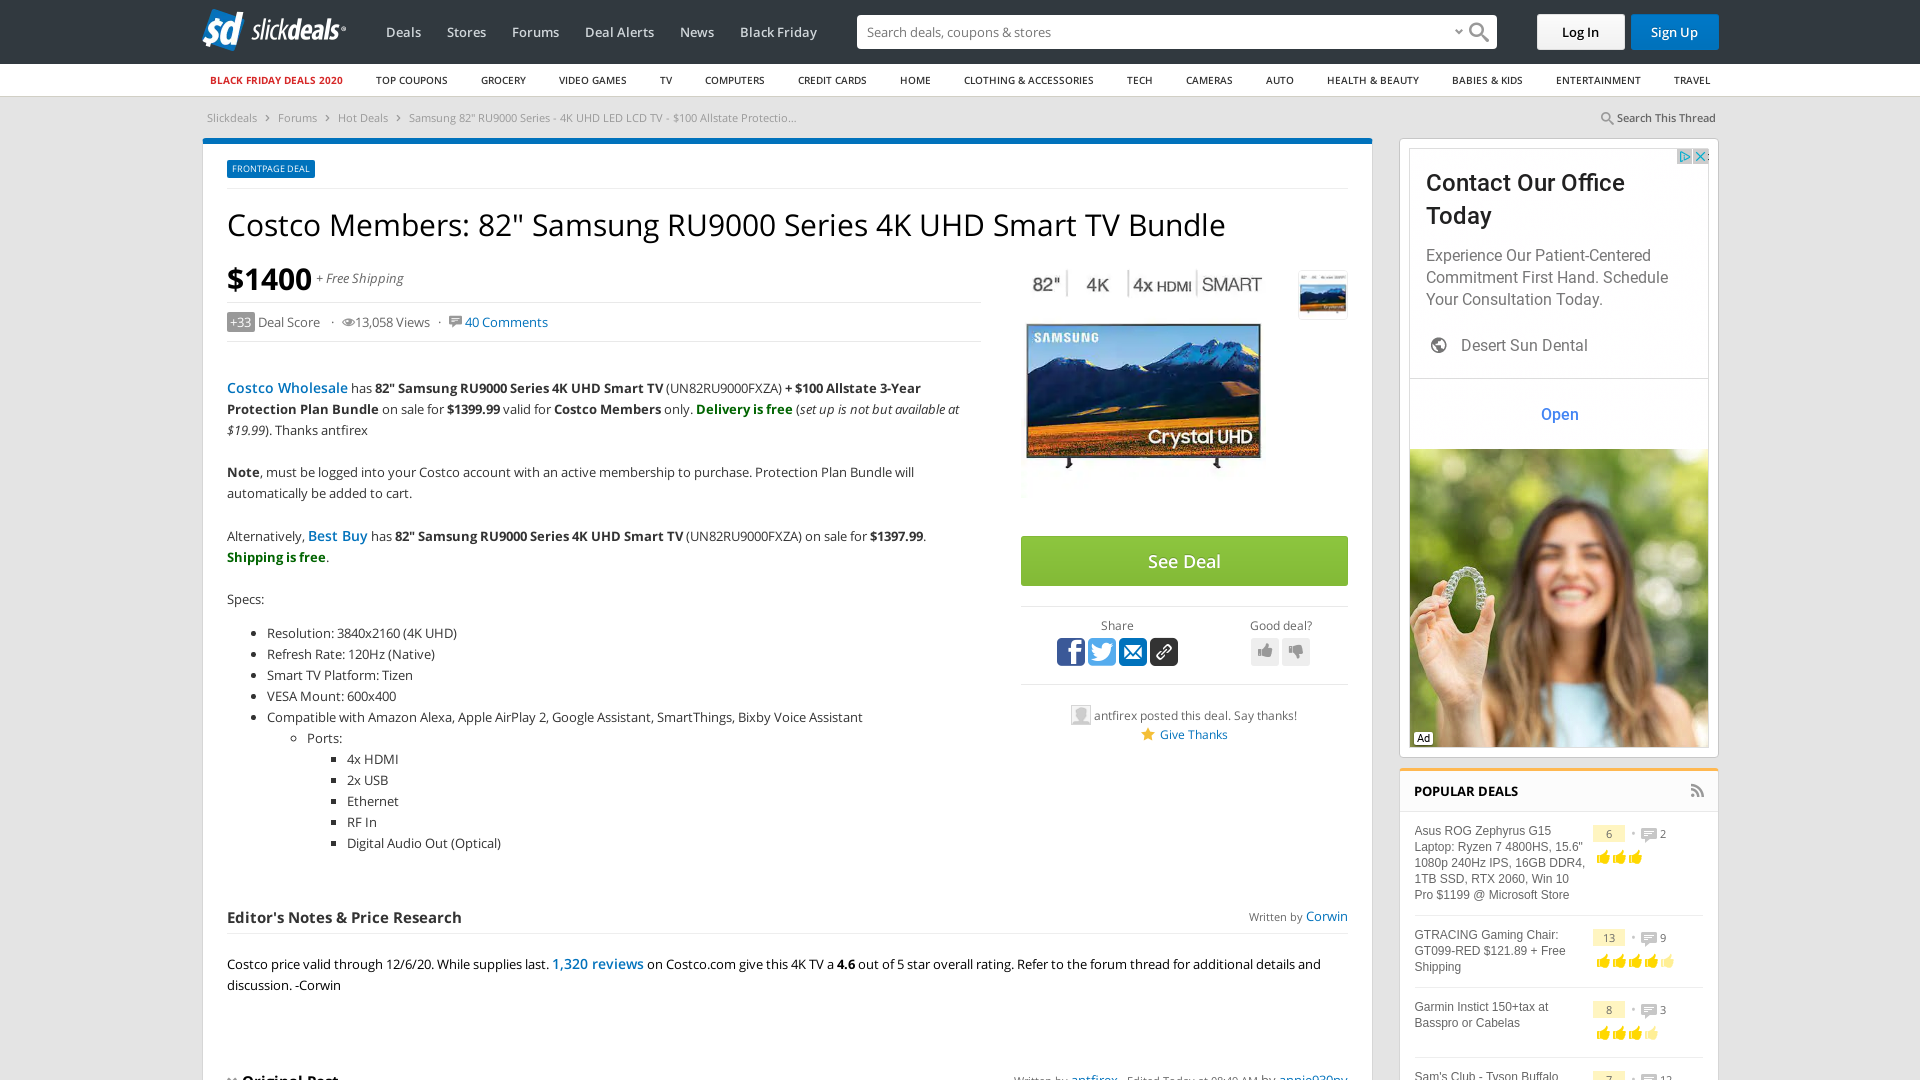 slickdeals
Deals Stores Forums Deal Alerts News Black Friday
Search deals, coupons & stores
Log In
Sign Up
BLACK FRIDAY DEALS 2020 TOP COUPONS GROCERY VIDEO GAMES TV COMPUTERS CREDIT CARDS HOME CLOTHING & ACCESSORIES TECH CAMERAS AUTO HEALTH & BEAUTY BABIES & KIDS ENTERTAINMENT TRAVEL
Slickdeals › Forums › Hot Deals › Samsung 82" RU9000 Series - 4K UHD LED LCD TV - $100 Allstate Protectio...
Search This Thread
FRONTPAGE DEAL
Costco Members: 82" Samsung RU9000 Series 4K UHD Smart TV Bundle
$1400 + Free Shipping
+33 Deal Score · 13,058 Views · 40 Comments
Costco Wholesale has 82" Samsung RU9000 Series 4K UHD Smart TV (UN82RU9000FXZA) + $100 Allstate 3-Year
Protection Plan Bundle on sale for $1399.99 valid for Costco Members only. Delivery is free (set up is not but available at
$19.99). Thanks antfirex
Note, must be logged into your Costco account with an active membership to purchase. Protection Plan Bundle will
automatically be added to cart.
Alternatively, Best Buy has 82" Samsung RU9000 Series 4K UHD Smart TV (UN82RU9000FXZA) on sale for $1397.99.
Shipping is free.
Specs:
Resolution: 3840x2160 (4K UHD)
Refresh Rate: 120Hz (Native)
Smart TV Platform: Tizen
VESA Mount: 600x400
Compatible with Amazon Alexa, Apple AirPlay 2, Google Assistant, SmartThings, Bixby Voice Assistant
Ports:
4x HDMI
2x USB
Ethernet
RF In
Digital Audio Out (Optical)
82" 4K 4x HDMI SMART
SAMSUNG
Crystal UHD
See Deal
Share
Good deal?
antfirex posted this deal. Say thanks!
Give Thanks
Editor's Notes & Price Research
Written by Corwin
Costco price valid through 12/6/20. While supplies last. 1,320 reviews on Costco.com give this 4K TV a 4.6 out of 5 star overall rating. Refer to the forum thread for additional details and
discussion. -Corwin
Original Post
Written by antfirex Edited Today at 08:40 AM by annie030ny
Contact Our Office
Today
Experience Our Patient-Centered
Commitment First Hand. Schedule
Your Consultation Today.
Desert Sun Dental
Open
Ad
POPULAR DEALS
Asus ROG Zephyrus G15
Laptop: Ryzen 7 4800HS, 15.6"
1080p 240Hz IPS, 16GB DDR4,
1TB SSD, RTX 2060, Win 10
Pro $1199 @ Microsoft Store
6 • 2
GTRACING Gaming Chair:
GT099-RED $121.89 + Free
Shipping
13 • 9
Garmin Instict 150+tax at
Basspro or Cabelas
8 • 3
Sam's Club - Tyson Buffalo
7 • 12